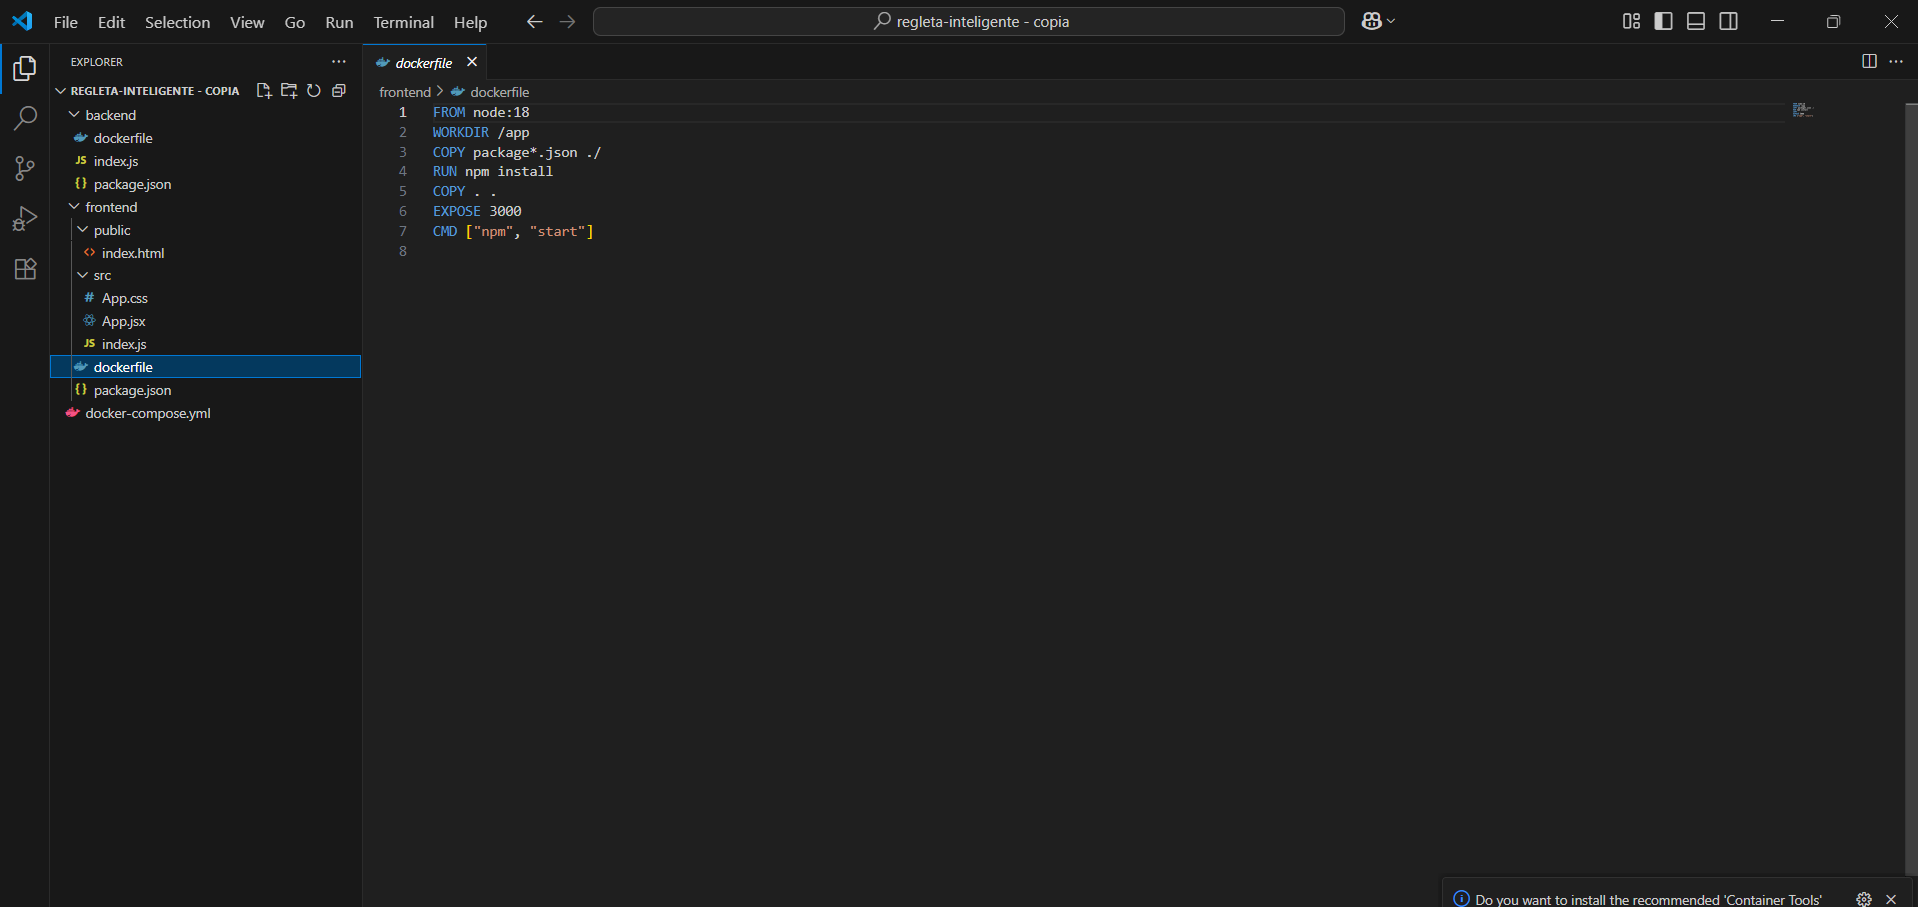 File Edit Selection View Go Run Terminal Help
regleta-inteligente - copia
EXPLORER
REGLETA-INTELIGENTE - COPIA
backend
dockerfile
JS index.js
{} package.json
frontend
public
<> index.html
src
# App.css
App.jsx
JS index.js
dockerfile
{} package.json
docker-compose.yml
dockerfile
frontend > dockerfile
1 FROM node:18
2 WORKDIR /app
3 COPY package*.json ./
4 RUN npm install
5 COPY . .
6 EXPOSE 3000
7 CMD ["npm", "start"]
8
Do you want to install the recommended 'Container Tools'